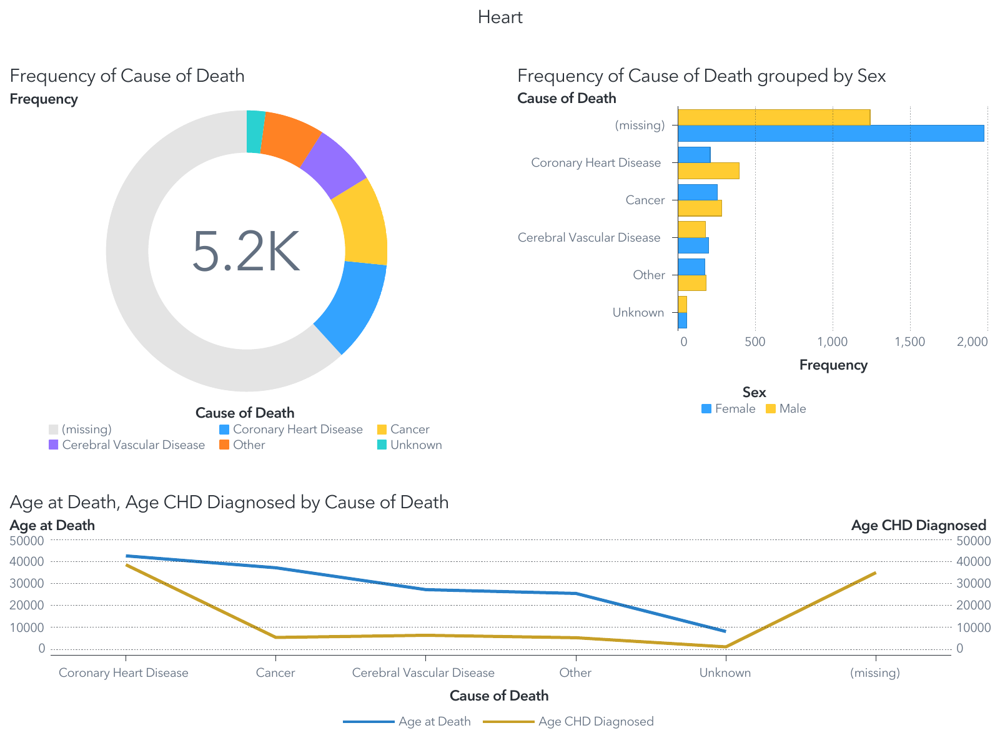 Heart
Frequency of Cause of Death
Frequency
5.2K
Cause of Death
(missing)
Coronary Heart Disease
Cancer
Cerebral Vascular Disease
Other
Unknown
Frequency of Cause of Death grouped by Sex
Cause of Death
(missing)
Coronary Heart Disease
Cancer
Cerebral Vascular Disease
Other
Unknown
0 500 1,000 1,500 2,000
Frequency
Sex
Female Male
Age at Death, Age CHD Diagnosed by Cause of Death
Age at Death Age CHD Diagnosed
50000 50000
40000 40000
30000 30000
20000 20000
10000 10000
0 0
Coronary Heart Disease Cancer Cerebral Vascular Disease Other Unknown (missing)
Cause of Death
Age at Death Age CHD Diagnosed